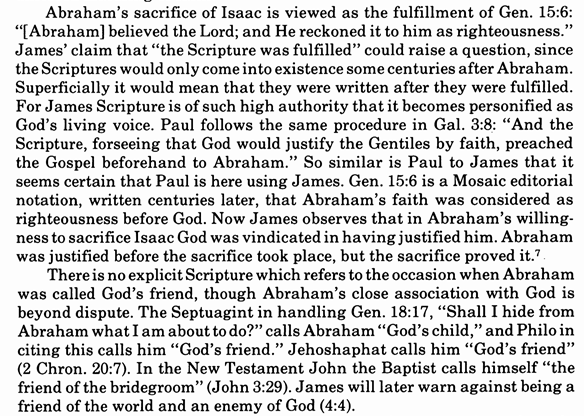 Abraham's sacrifice of Isaac is viewed as the fulfillment of Gen. 15:6:
"[Abraham] believed the Lord; and He reckoned it to him as righteousness."
James' claim that "the Scripture was fulfilled" could raise a question, since
the Scriptures would only come into existence some centuries after Abraham.
Superficially it would mean that they were written after they were fulfilled.
For James Scripture is of such high authority that it becomes personified as
God's living voice. Paul follows the same procedure in Gal. 3:8: "And the
Scripture, forseeing that God would justify the Gentiles by faith, preached
the Gospel beforehand to Abraham." So similar is Paul to James that it
seems certain that Paul is here using James. Gen. 15:6 is a Mosaic editorial
notation, written centuries later, that Abraham's faith was considered as
righteousness before God. Now James observes that in Abraham's willing-
ness to sacrifice Isaac God was vindicated in having justified him. Abraham
was justified before the sacrifice took place, but the sacrifice proved it.7
There is no explicit Scripture which refers to the occasion when Abraham
was called God's friend, though Abraham's close association with God is
beyond dispute. The Septuagint in handling Gen. 18:17, "Shall I hide from
Abraham what I am about to do?" calls Abraham "God's child," and Philo in
citing this calls him "God's friend." Jehoshaphat calls him "God's friend"
(2 Chron. 20:7). In the New Testament John the Baptist calls himself "the
friend of the bridegroom" (John 3:29). James will later warn against being a
friend of the world and an enemy of God (4:4).